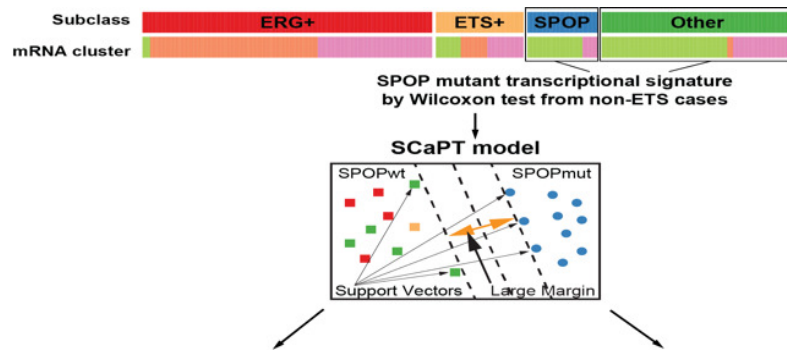 Subclass ERG+ ETS+ SPOP Other
mRNA cluster
SPOP mutant transcriptional signature
by Wilcoxon test from non-ETS cases
SCaPT model
SPOPwt SPOPmut
Support Vectors Large Margin